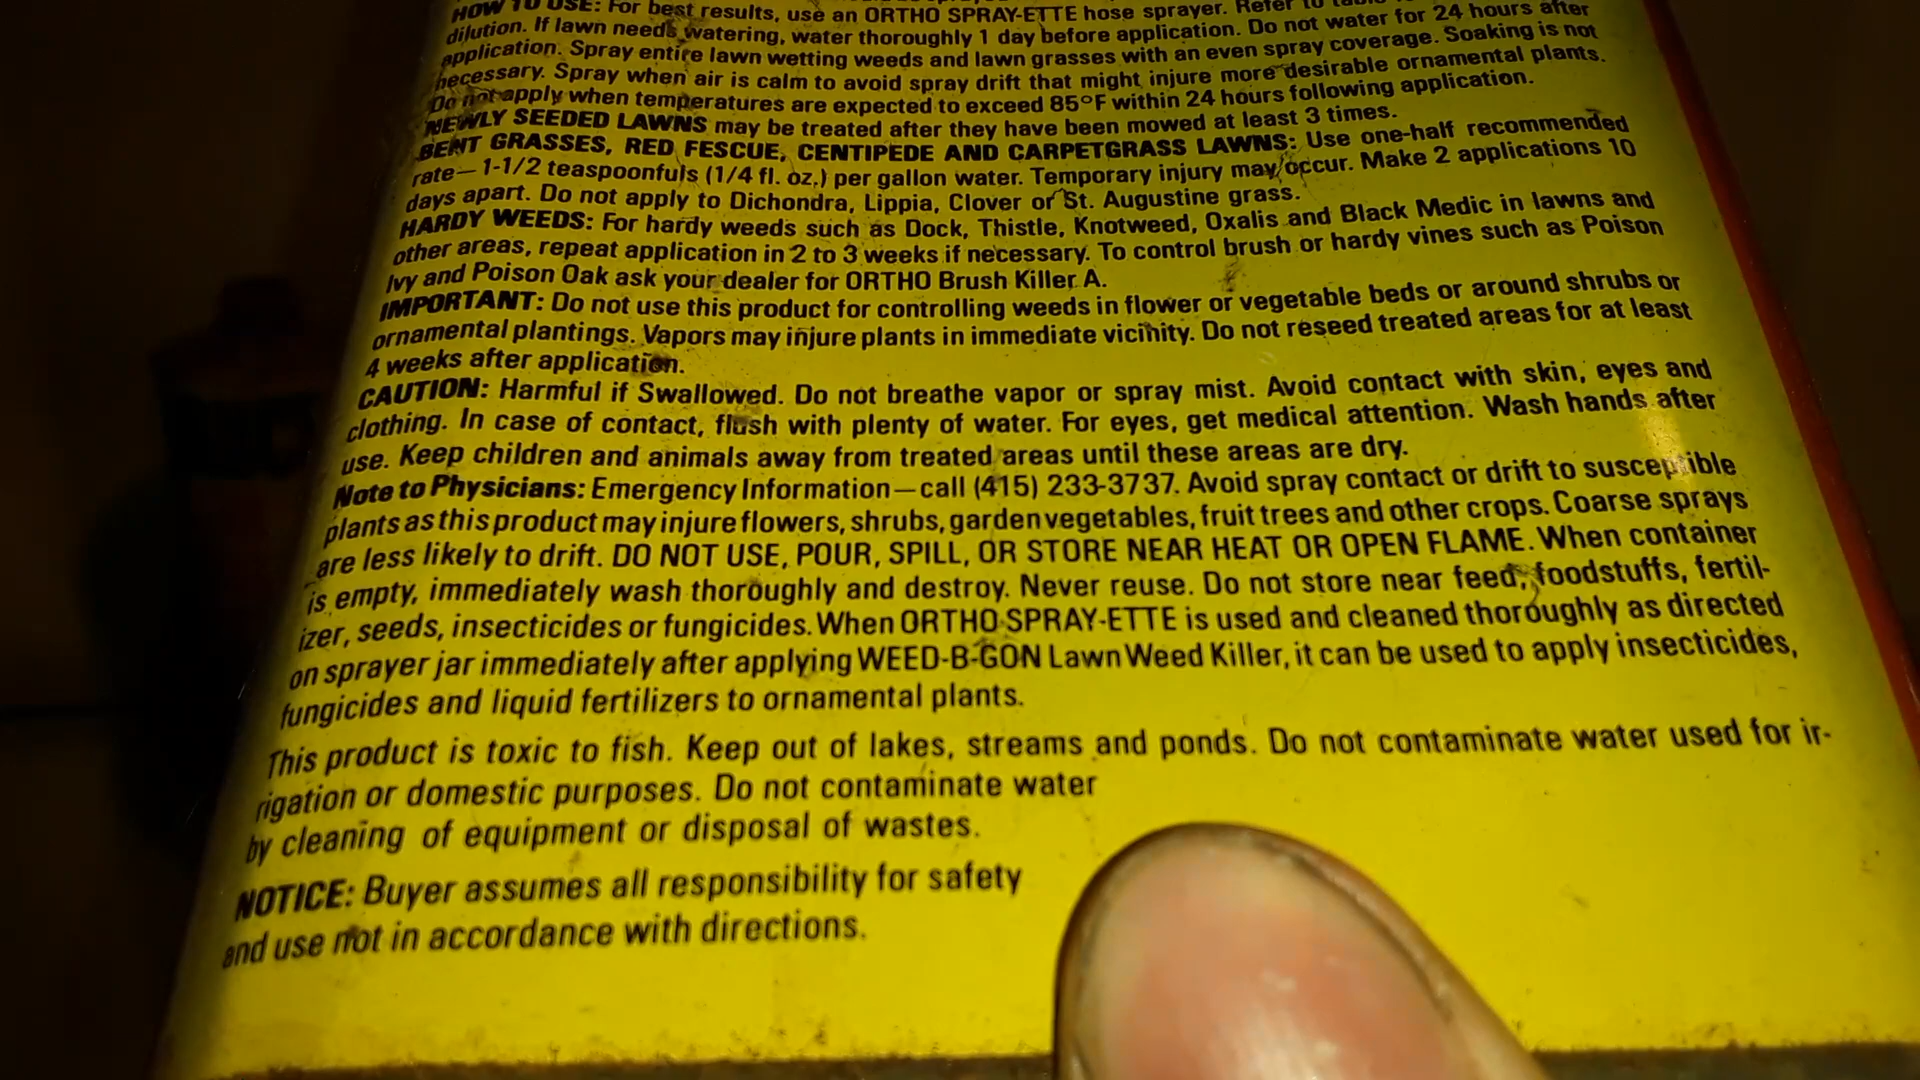 HOW TO USE: For best results, use an ORTHO SPRAY-ETTE hose sprayer. Refer to
dilution. If lawn needs watering, water thoroughly 1 day before application. Do not water for 24 hours after
application. Spray entire lawn wetting weeds and lawn grasses with an even spray coverage. Soaking is not
necessary. Spray when air is calm to avoid spray drift that might injure more desirable ornamental plants.
Do not apply when temperatures are expected to exceed 85°F within 24 hours following application.
NEWLY SEEDED LAWNS may be treated after they have been mowed at least 3 times.
BENT GRASSES, RED FESCUE, CENTIPEDE AND CARPETGRASS LAWNS: Use one-half recommended
rate—1-1/2 teaspoonfuls (1/4 fl. oz.) per gallon water. Temporary injury may occur. Make 2 applications 10
days apart. Do not apply to Dichondra, Lippia, Clover or St. Augustine grass.
HARDY WEEDS: For hardy weeds such as Dock, Thistle, Knotweed, Oxalis and Black Medic in lawns and
other areas, repeat application in 2 to 3 weeks if necessary. To control brush or hardy vines such as Poison
Ivy and Poison Oak ask your dealer for ORTHO Brush Killer A.
IMPORTANT: Do not use this product for controlling weeds in flower or vegetable beds or around shrubs or
ornamental plantings. Vapors may injure plants in immediate vicinity. Do not reseed treated areas for at least
4 weeks after application.
CAUTION: Harmful if Swallowed. Do not breathe vapor or spray mist. Avoid contact with skin, eyes and
clothing. In case of contact, flush with plenty of water. For eyes, get medical attention. Wash hands after
use. Keep children and animals away from treated areas until these areas are dry.
Note to Physicians: Emergency Information—call (415) 233-3737. Avoid spray contact or drift to susceptible
plants as this product may injure flowers, shrubs, garden vegetables, fruit trees and other crops. Coarse sprays
are less likely to drift. DO NOT USE, POUR, SPILL, OR STORE NEAR HEAT OR OPEN FLAME. When container
is empty, immediately wash thoroughly and destroy. Never reuse. Do not store near feed, foodstuffs, fertil-
izer, seeds, insecticides or fungicides. When ORTHO SPRAY-ETTE is used and cleaned thoroughly as directed
on sprayer jar immediately after applying WEED-B-GON Lawn Weed Killer, it can be used to apply insecticides,
fungicides and liquid fertilizers to ornamental plants.
This product is toxic to fish. Keep out of lakes, streams and ponds. Do not contaminate water used for ir-
rigation or domestic purposes. Do not contaminate water
by cleaning of equipment or disposal of wastes.
NOTICE: Buyer assumes all responsibility for safety
and use not in accordance with directions.